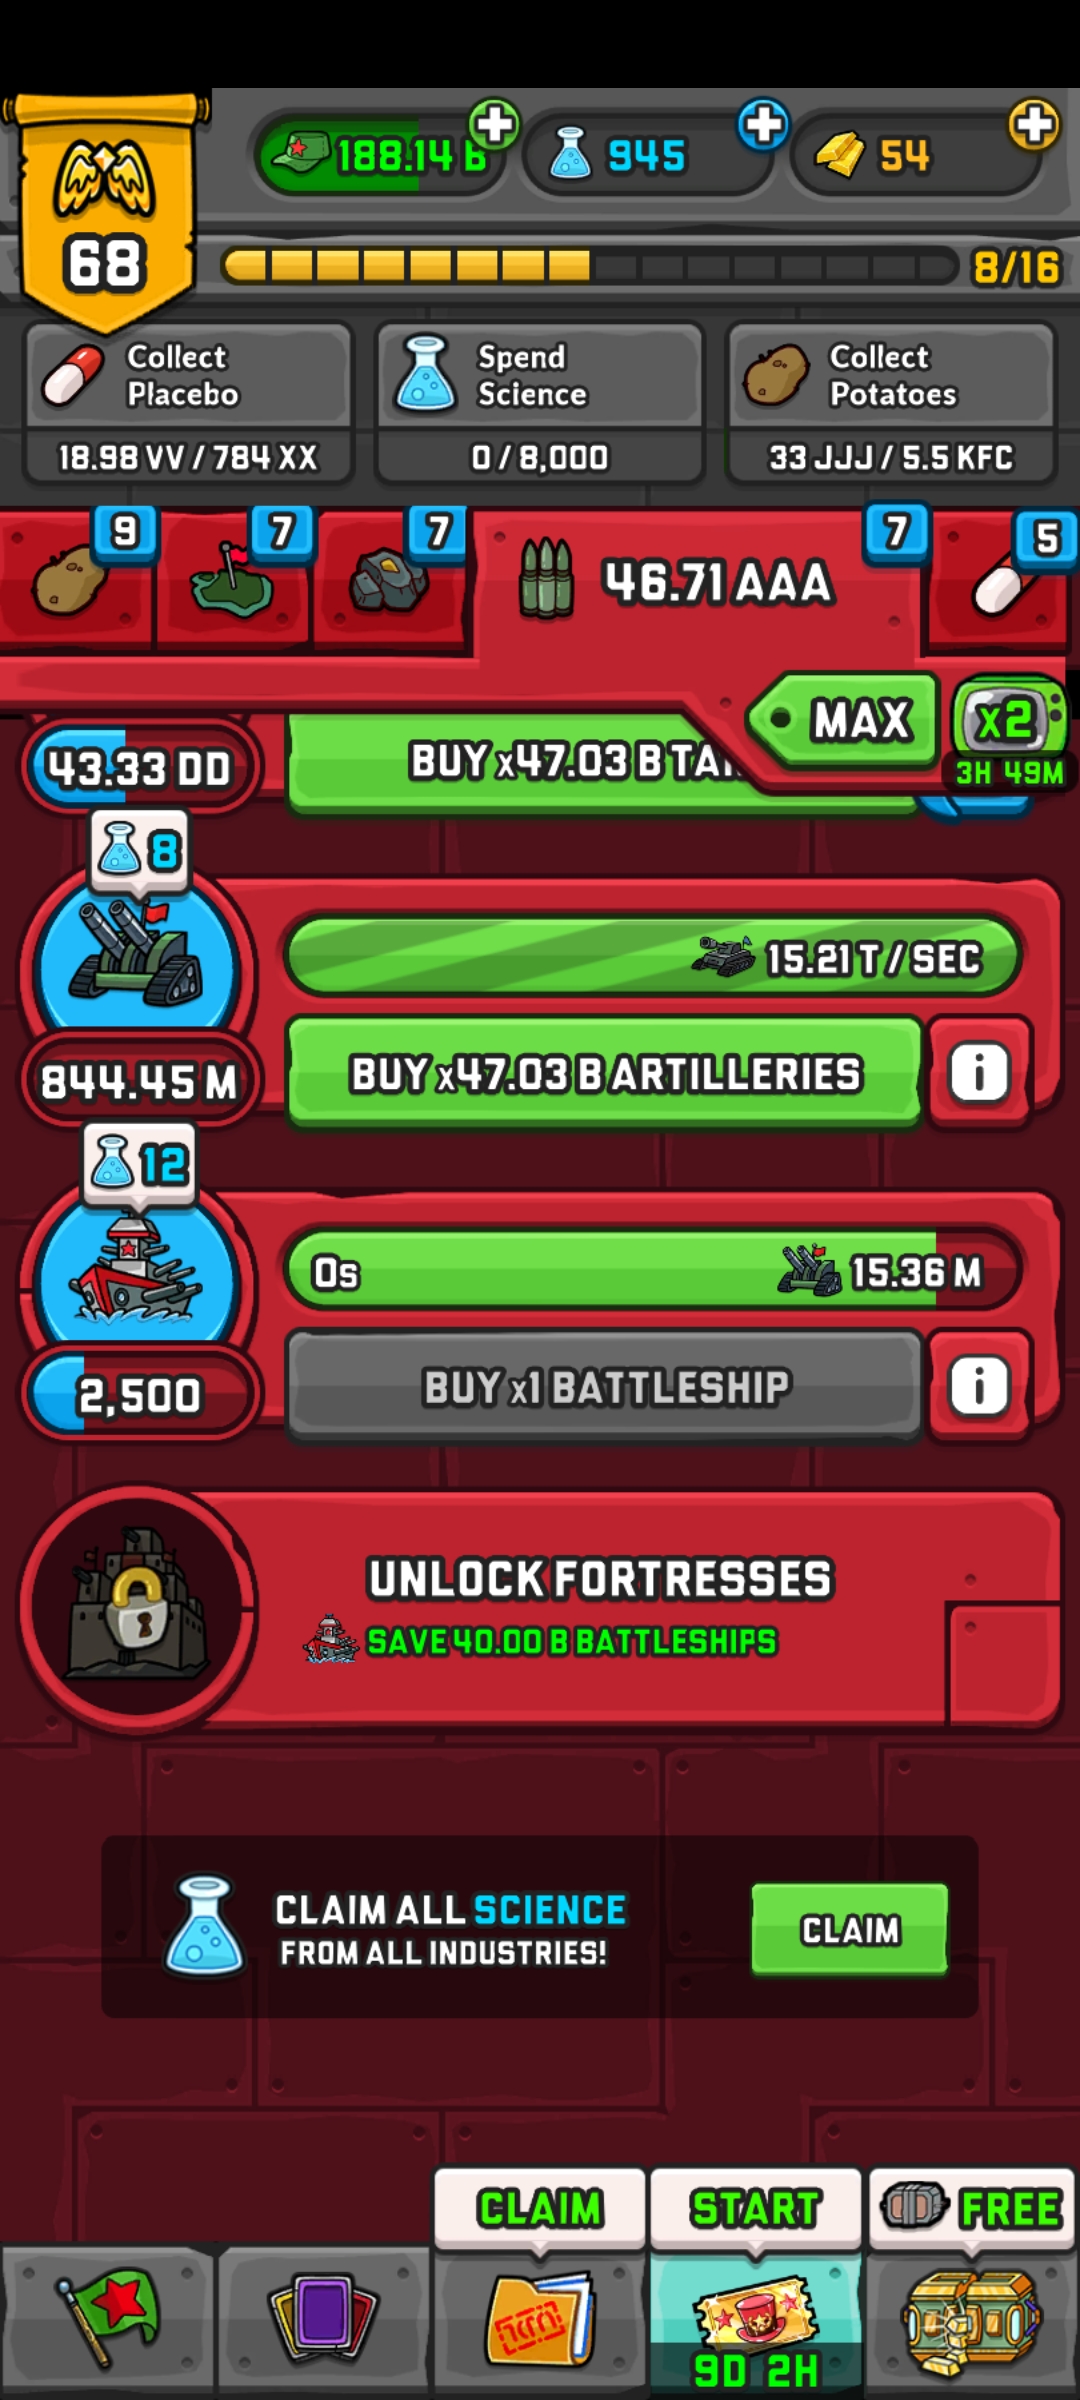 188.14 B
945
54
68
8/16
Collect
Placebo
18.98 VV / 784 XX
Spend
Science
0 / 8,000
Collect
Potatoes
33 JJJ / 5.5 KFC
9
7
7
46.71 AAA
7
5
MAX
x2
3H 49M
43.33 DD
BUY x47.03 B
8
15.21 T / SEC
844.45 M
BUY x47.03 B ARTILLERIES
i
12
0s
15.36 M
2,500
BUY x1 BATTLESHIP
i
UNLOCK FORTRESSES
SAVE 40.00 B BATTLESHIPS
CLAIM ALL SCIENCE
FROM ALL INDUSTRIES!
CLAIM
CLAIM
START
FREE
9D 2H